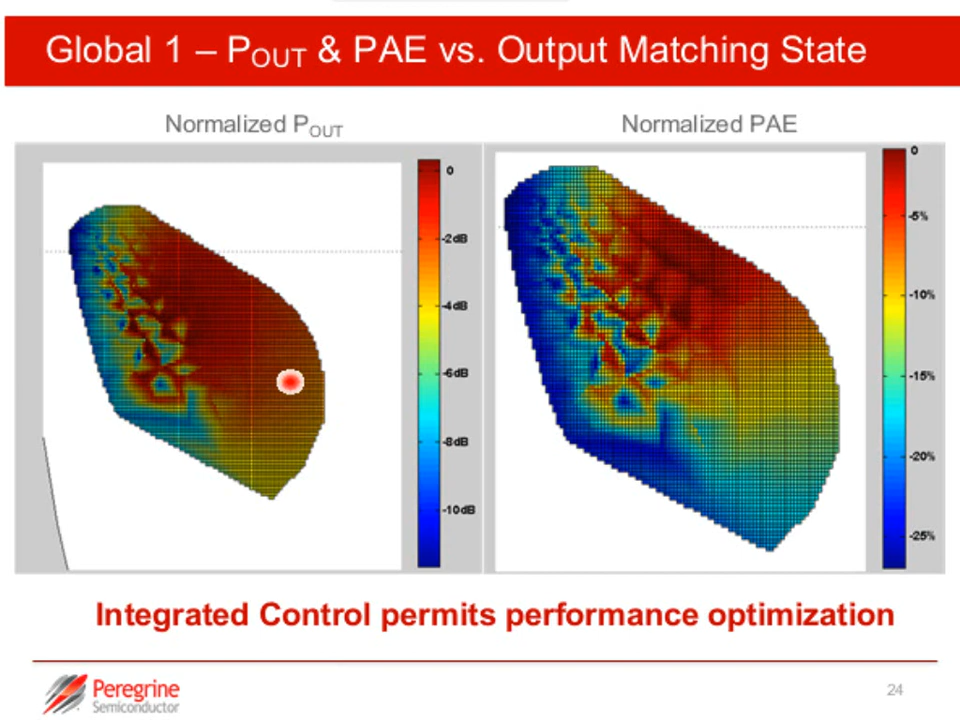 Global 1 – POUT & PAE vs. Output Matching State
Normalized POUT
Normalized PAE
0
-2dB
-4dB
-6dB
-8dB
-10dB
0
-5%
-10%
-15%
-20%
-25%
Integrated Control permits performance optimization
Peregrine
Semiconductor
24